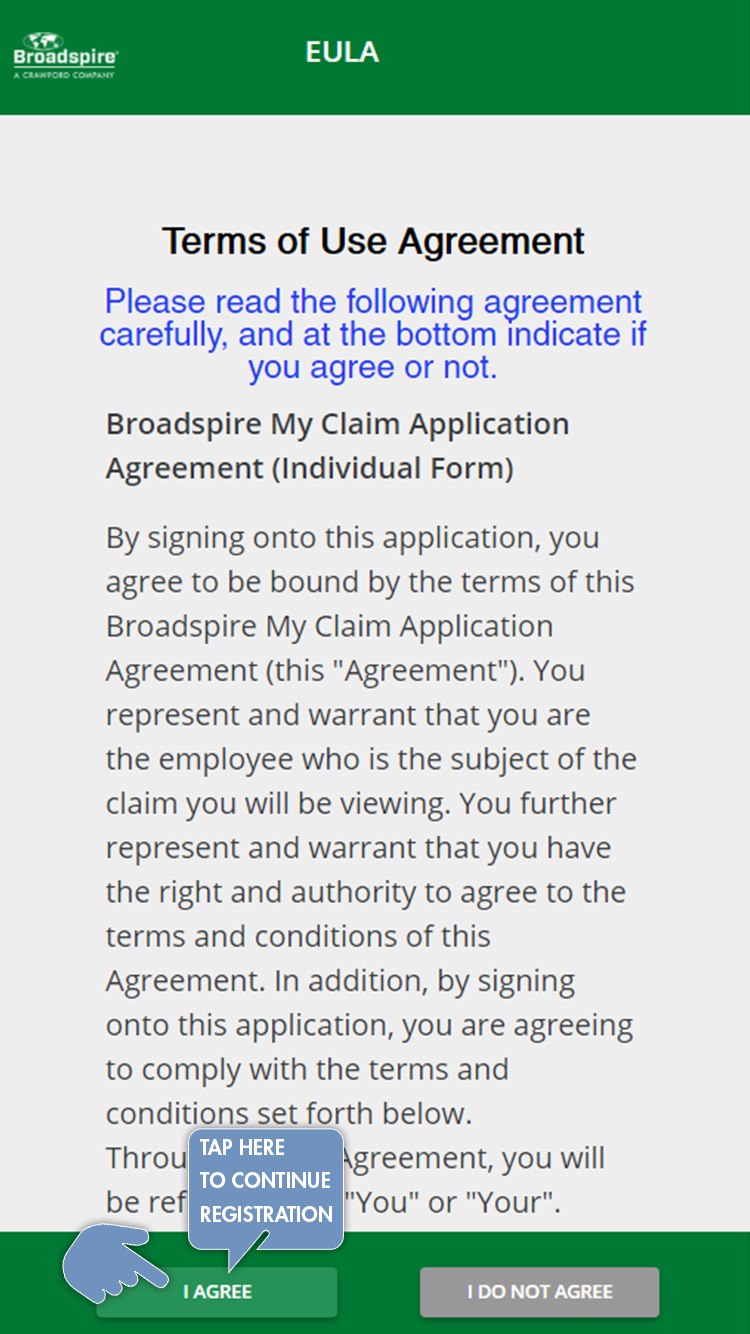 Broadspire
A CRAWFORD COMPANY
EULA
Terms of Use Agreement
Please read the following agreement
carefully, and at the bottom indicate if
you agree or not.
Broadspire My Claim Application
Agreement (Individual Form)
By signing onto this application, you
agree to be bound by the terms of this
Broadspire My Claim Application
Agreement (this "Agreement"). You
represent and warrant that you are
the employee who is the subject of the
claim you will be viewing. You further
represent and warrant that you have
the right and authority to agree to the
terms and conditions of this
Agreement. In addition, by signing
onto this application, you are agreeing
to comply with the terms and
conditions set forth below.
Throu Agreement, you will
be ref "You" or "Your".
TAP HERE
TO CONTINUE
REGISTRATION
I AGREE
I DO NOT AGREE